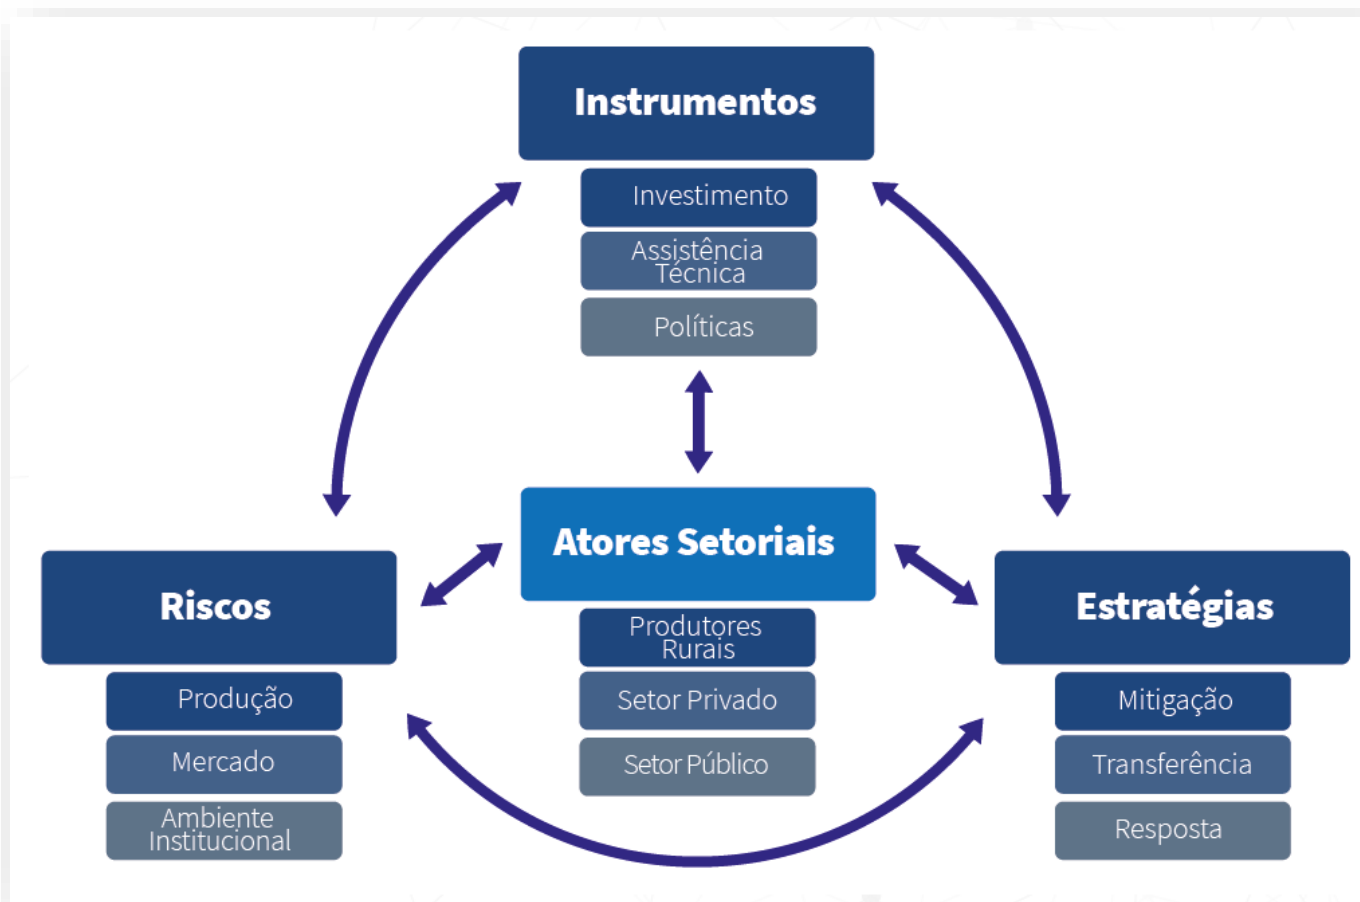 Instrumentos
Investimento
Assistência
Técnica
Políticas
Atores Setoriais
Produtores
Rurais
Setor Privado
Setor Público
Riscos
Produção
Mercado
Ambiente
Institucional
Estratégias
Mitigação
Transferência
Resposta